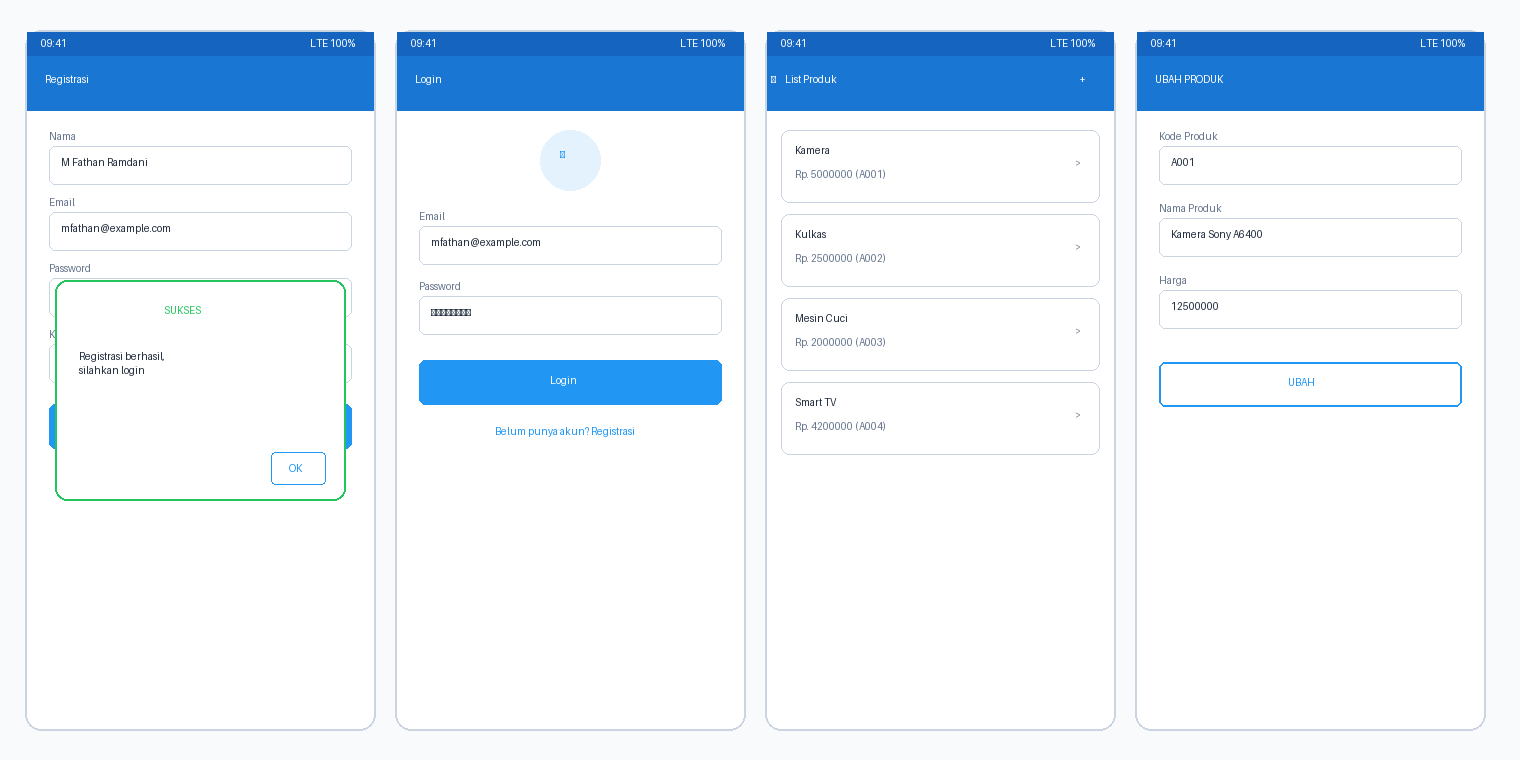 09:41 LTE 100%
Registrasi
Nama
M Fathan Ramdani
Email
mfathan@example.com
Password
K
SUKSES
Registrasi berhasil,
silahkan login
OK
09:41 LTE 100%
Login
Email
mfathan@example.com
Password
Login
Belum punya akun? Registrasi
09:41 LTE 100%
List Produk +
Kamera
Rp. 5000000 (A001) >
Kulkas
Rp. 2500000 (A002) >
Mesin Cuci
Rp. 2000000 (A003) >
Smart TV
Rp. 4200000 (A004) >
09:41 LTE 100%
UBAH PRODUK
Kode Produk
A001
Nama Produk
Kamera Sony A6400
Harga
12500000
UBAH